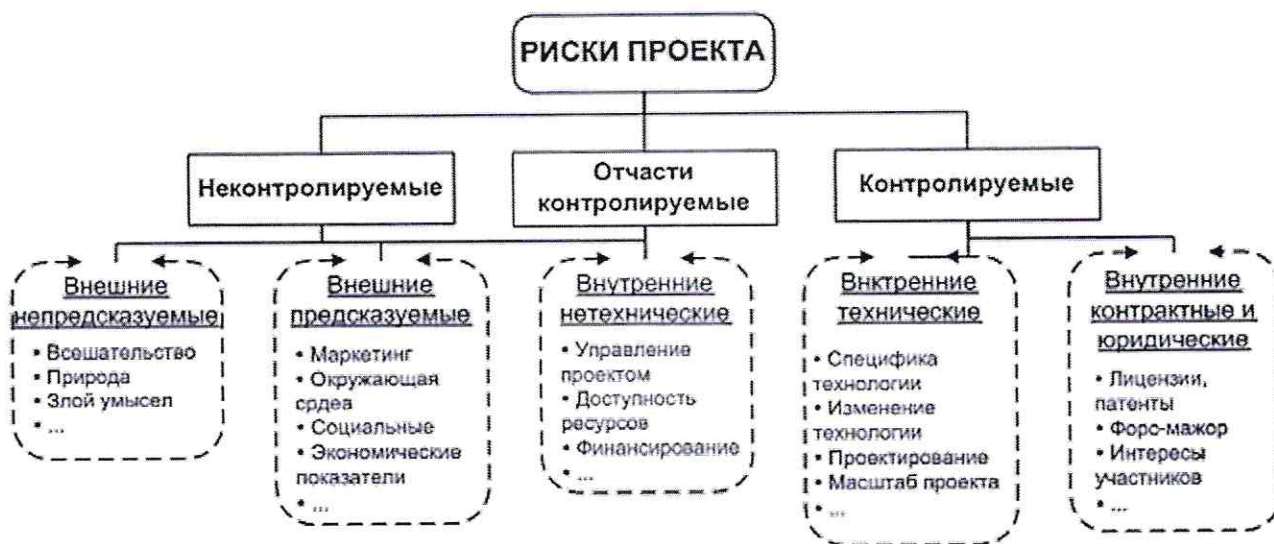 РИСКИ ПРОЕКТА
Неконтролируемые
Отчасти
контролируемые
Контролируемые
Внешние
непредсказуемые
• Всешательство
• Природа
• Злой умысел
• ...
Внешние
предсказуемые
• Маркетинг
• Окружающая
срдеа
• Социальные
• Экономические
показатели
• ...
Внутренние
нетехнические
• Управление
проектом
• Доступность
ресурсов
• Финансирование
• ...
Внктренние
технические
• Специфика
технологии
• Изменение
технологии
• Проектирование
• Масштаб проекта
• ...
Внутренние
контрактные и
юридические
• Лицензии,
патенты
• Форс-мажор
• Интересы
участников
• ...